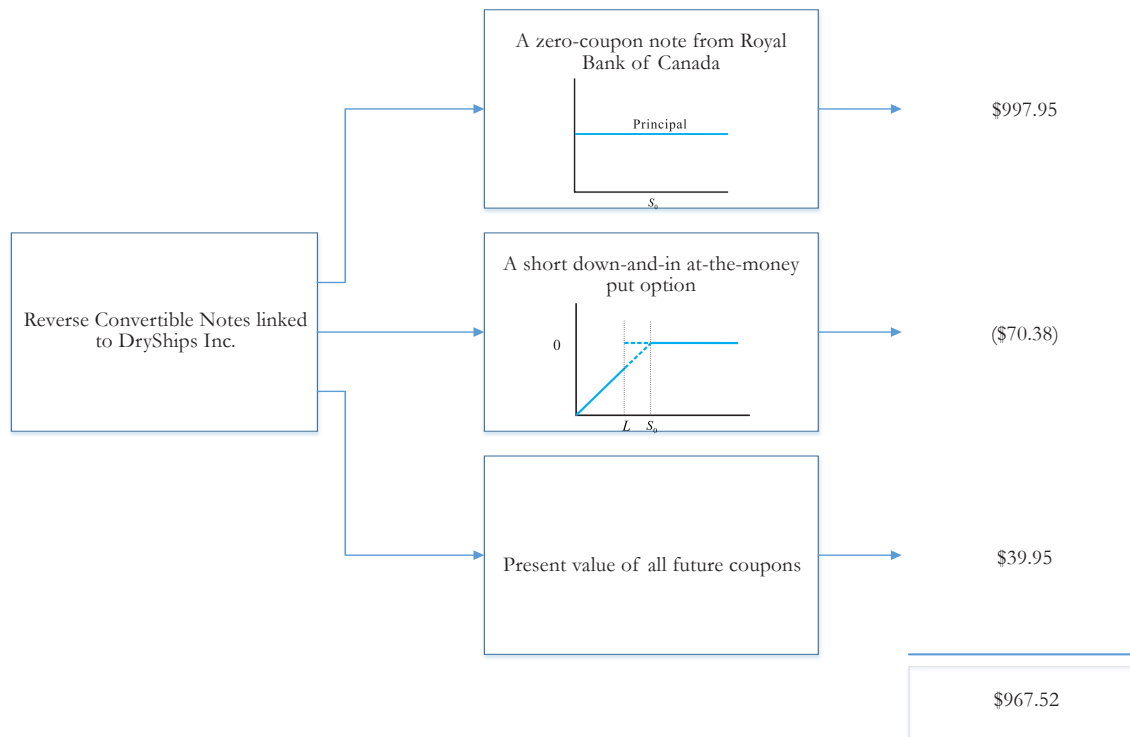 A zero-coupon note from Royal
Bank of Canada
Principal
S₀
$997.95
Reverse Convertible Notes linked
to DryShips Inc.
A short down-and-in at-the-money
put option
0
L S₀
($70.38)
Present value of all future coupons
$39.95
$967.52